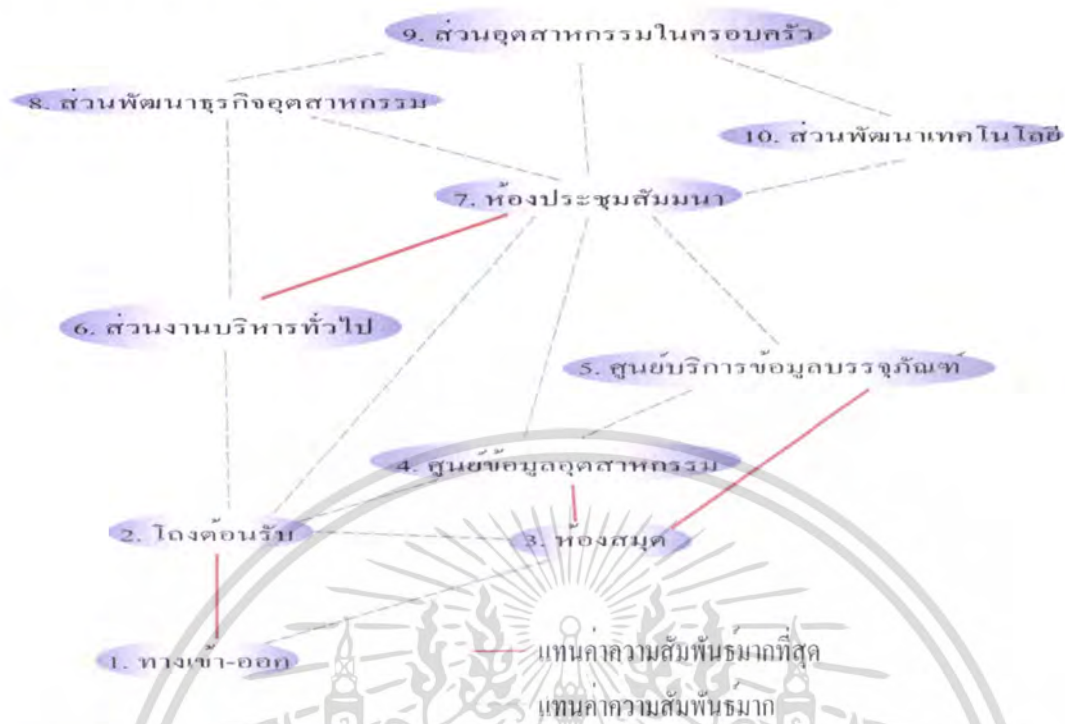 9. ส่วนอุตสาหกรรมในครอบครัว
8. ส่วนพัฒนาธุรกิจอุตสาหกรรม
10. ส่วนพัฒนาเทคโนโลยี
7. ห้องประชุมสัมมนา
6. ส่วนงานบริหารทั่วไป
5. ศูนย์บริการข้อมูลบรรจุภัณฑ์
4. ศูนย์ข้อมูลอุตสาหกรรม
2. โถงต้อนรับ
3. ห้องสมุด
1. ทางเข้า-ออก
แทนค่าความสัมพันธ์มากที่สุด
แทนค่าความสัมพันธ์มาก